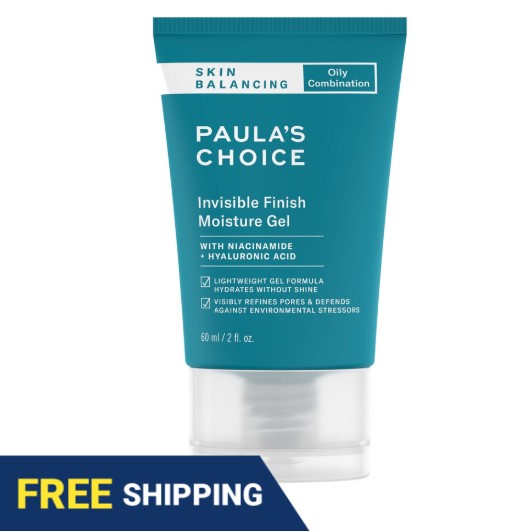 SKIN
BALANCING
Oily
Combination
PAULA'S
CHOICE
Invisible Finish
Moisture Gel
WITH NIACINAMIDE
+ HYALURONIC ACID
LIGHTWEIGHT GEL FORMULA
HYDRATES WITHOUT SHINE
VISIBLY REFINES PORES & DEFENDS
AGAINST ENVIRONMENTAL STRESSORS
60 ml / 2 fl. oz.
FREE SHIPPING